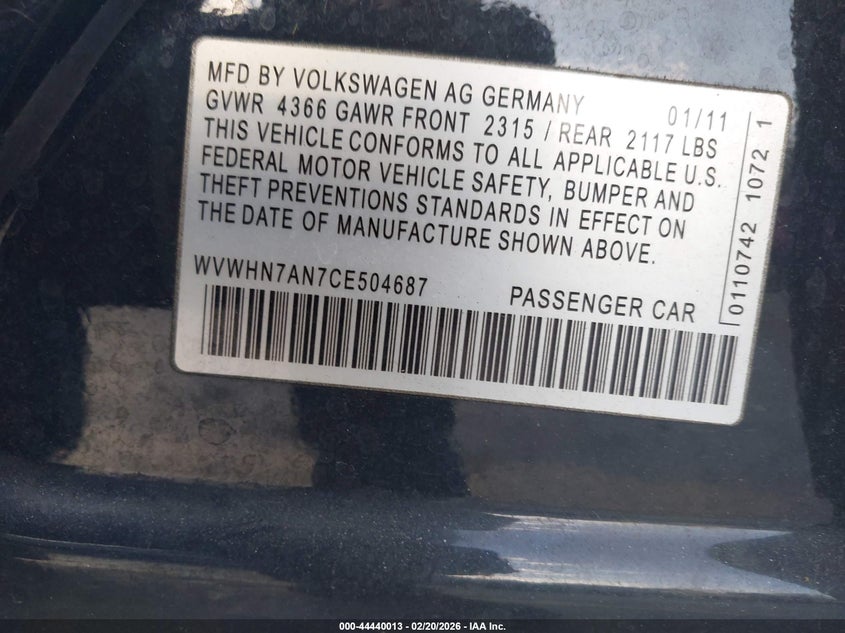 MFD BY VOLKSWAGEN AG GERMANY 01/11
GVWR 4366 GAWR FRONT 2315 / REAR 2117 LBS
THIS VEHICLE CONFORMS TO ALL APPLICABLE U.S.
FEDERAL MOTOR VEHICLE SAFETY, BUMPER AND
THEFT PREVENTIONS STANDARDS IN EFFECT ON
THE DATE OF MANUFACTURE SHOWN ABOVE.
WVWHN7AN7CE504687 PASSENGER CAR
0110742 1072 1
000-44440013 - 02/20/2026 - IAA Inc.